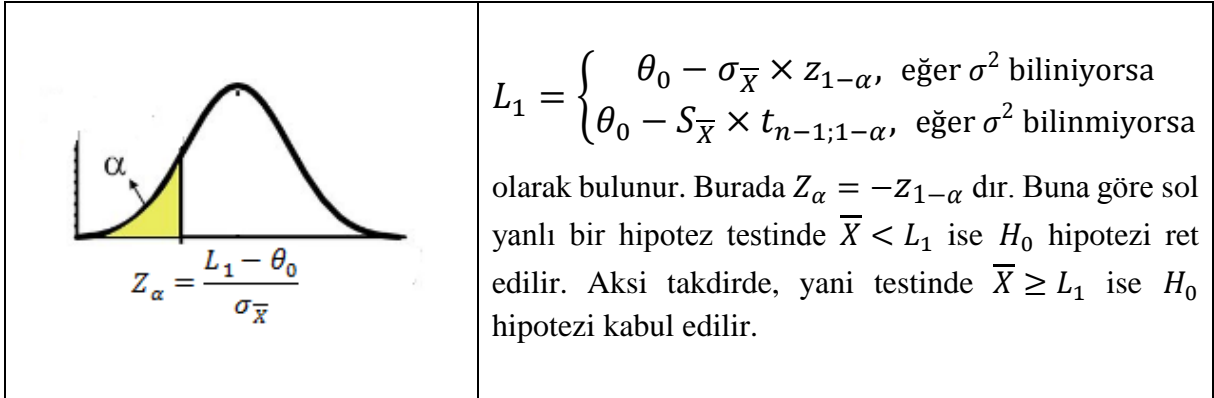 α
Z_α = (L_1 − θ_0) / σ_X̅
L_1 = { θ_0 − σ_X̅ × z_{1−α}, eğer σ² biliniyorsa
θ_0 − S_X̅ × t_{n−1;1−α}, eğer σ² bilinmiyorsa
olarak bulunur. Burada Z_α = −z_{1−α} dır. Buna göre sol
yanlı bir hipotez testinde X̅ < L_1 ise H_0 hipotezi ret
edilir. Aksi takdirde, yani testinde X̅ ≥ L_1 ise H_0
hipotezi kabul edilir.